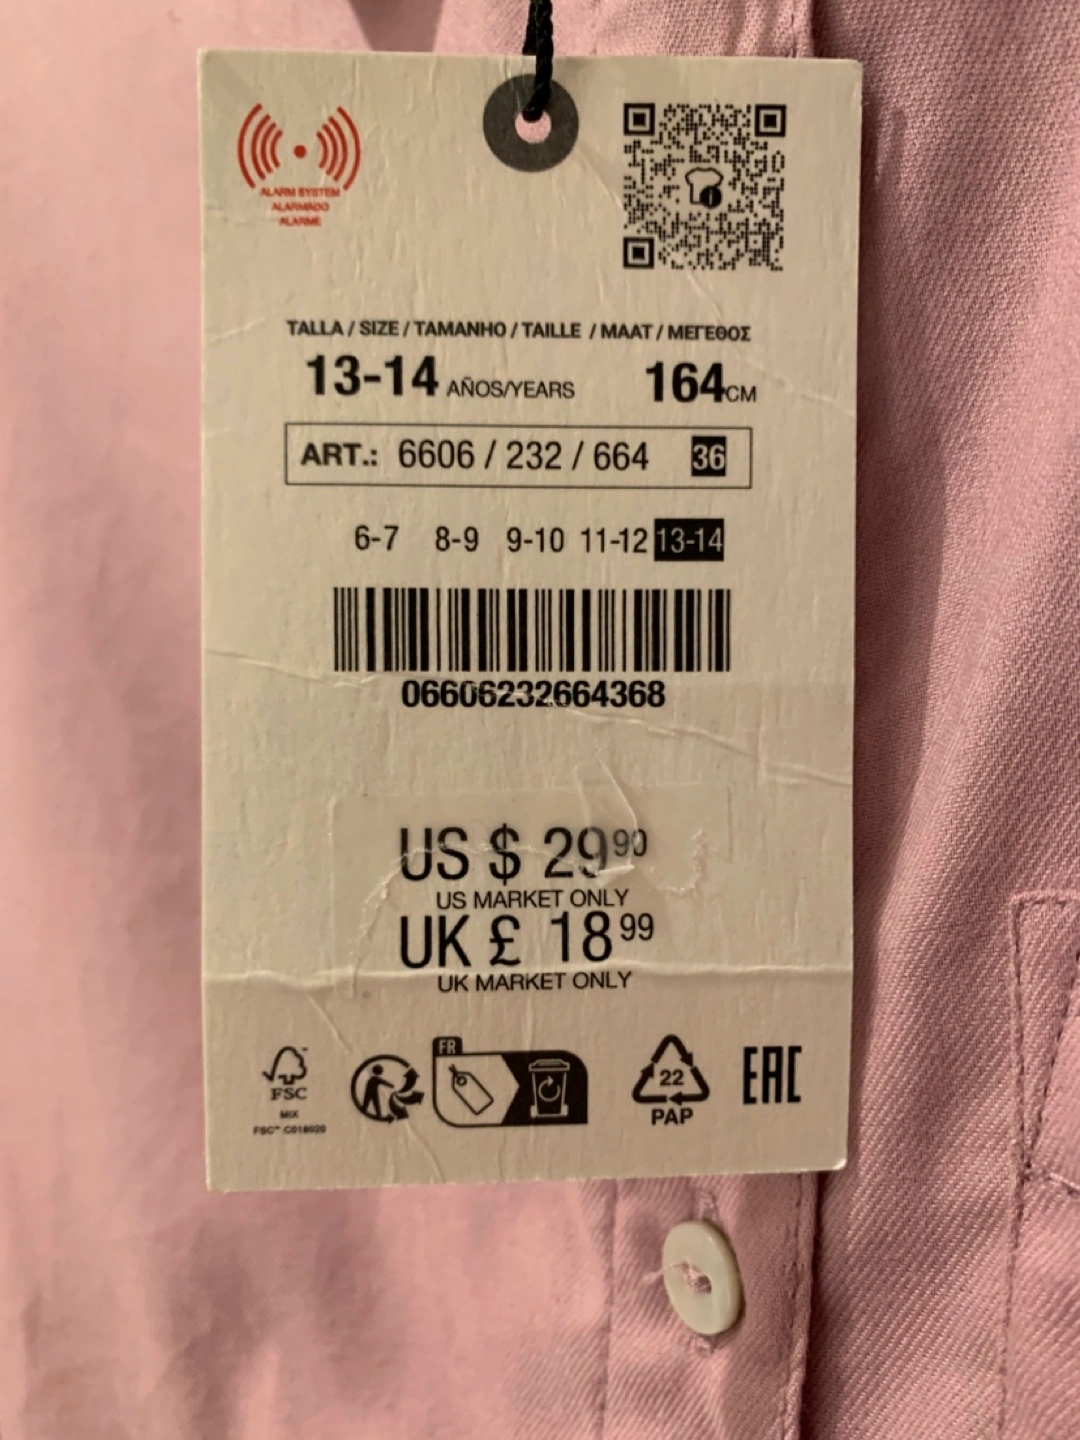 ALARM SYSTEM
ALARMADO
ALARME
TALLA / SIZE / TAMANHO / TAILLE / MAAT / ΜΕΓΕΘΟΣ
13-14 AÑOS/YEARS 164CM
ART.: 6606 / 232 / 664 36
6-7 8-9 9-10 11-12 13-14
06606232664368
US $ 29 90
US MARKET ONLY
UK £ 18 99
UK MARKET ONLY
FSC
MIX
FSC™ C018020
FR
22
PAP
EAC